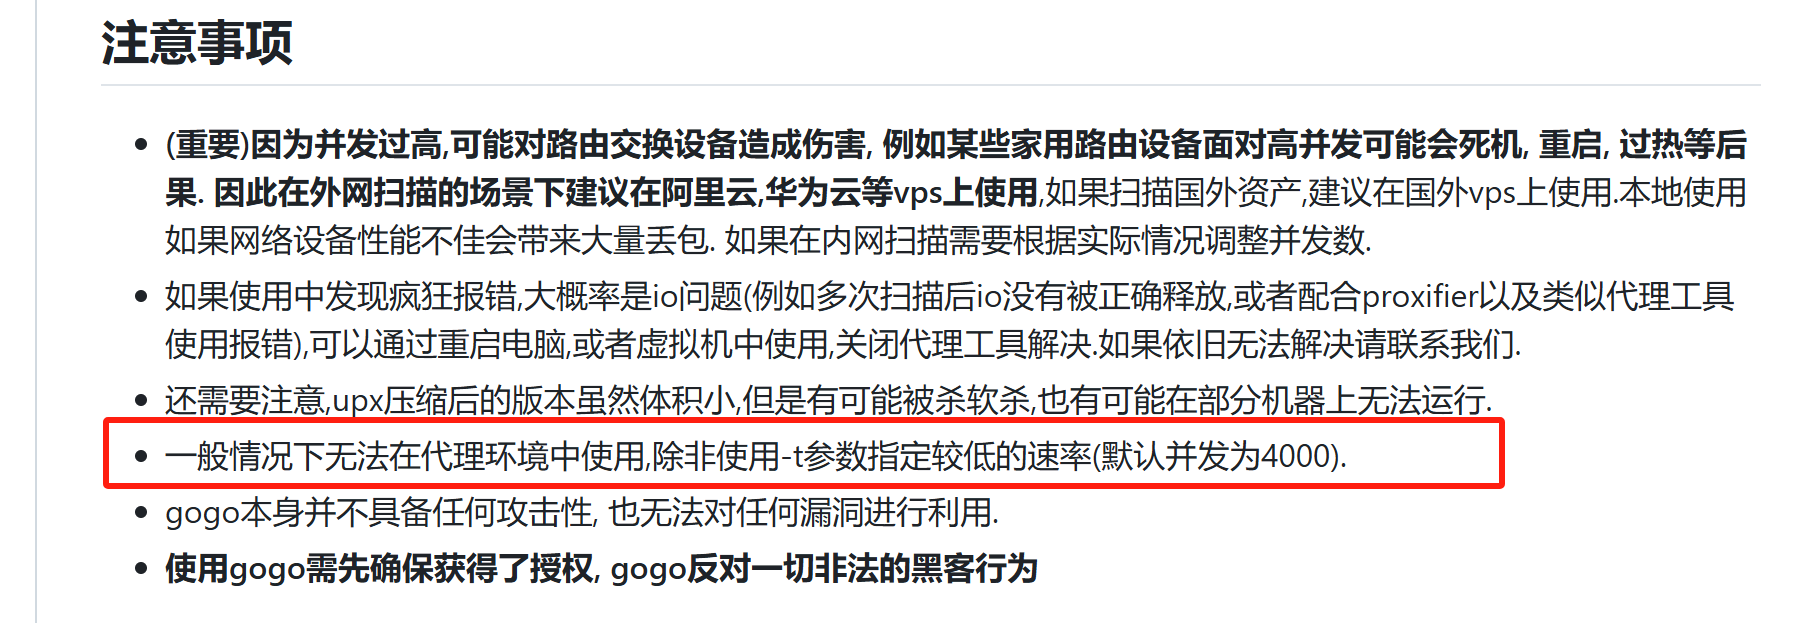 注意事项
(重要)因为并发过高,可能对路由交换设备造成伤害, 例如某些家用路由设备面对高并发可能会死机, 重启, 过热等后
果. 因此在外网扫描的场景下建议在阿里云,华为云等vps上使用,如果扫描国外资产,建议在国外vps上使用.本地使用
如果网络设备性能不佳会带来大量丢包. 如果在内网扫描需要根据实际情况调整并发数.
如果使用中发现疯狂报错,大概率是io问题(例如多次扫描后io没有被正确释放,或者配合proxifier以及类似代理工具
使用报错),可以通过重启电脑,或者虚拟机中使用,关闭代理工具解决.如果依旧无法解决请联系我们.
还需要注意,upx压缩后的版本虽然体积小,但是有可能被杀软杀,也有可能在部分机器上无法运行.
一般情况下无法在代理环境中使用,除非使用-t参数指定较低的速率(默认并发为4000).
gogo本身并不具备任何攻击性, 也无法对任何漏洞进行利用.
使用gogo需先确保获得了授权, gogo反对一切非法的黑客行为